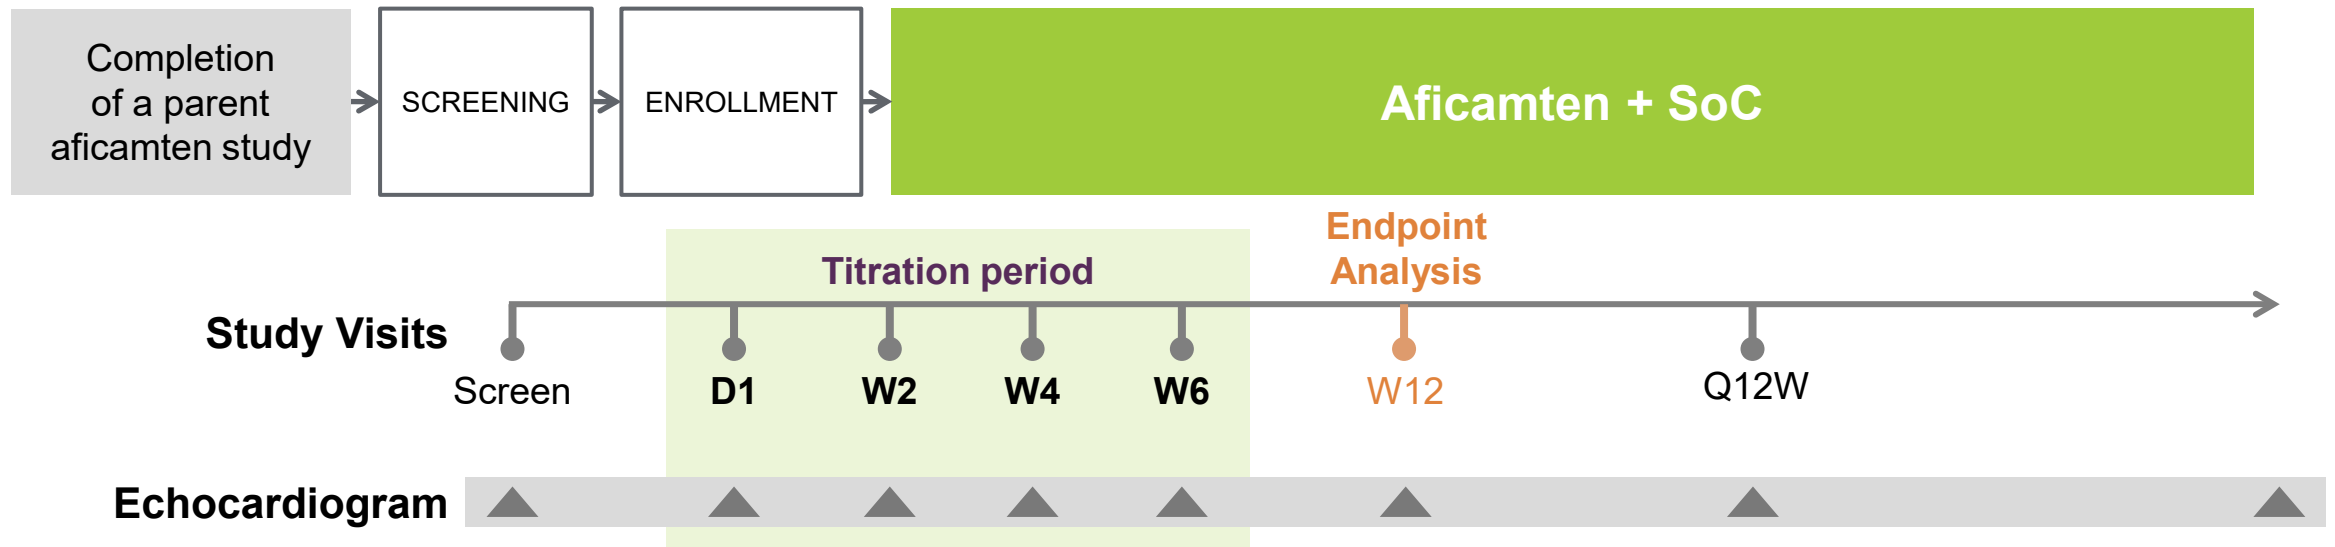 Completion
of a parent
aficamten study
SCREENING
ENROLLMENT
Aficamten + SoC
Endpoint
Analysis
Titration period
Study Visits
Screen
D1
W2
W4
W6
W12
Q12W
Echocardiogram